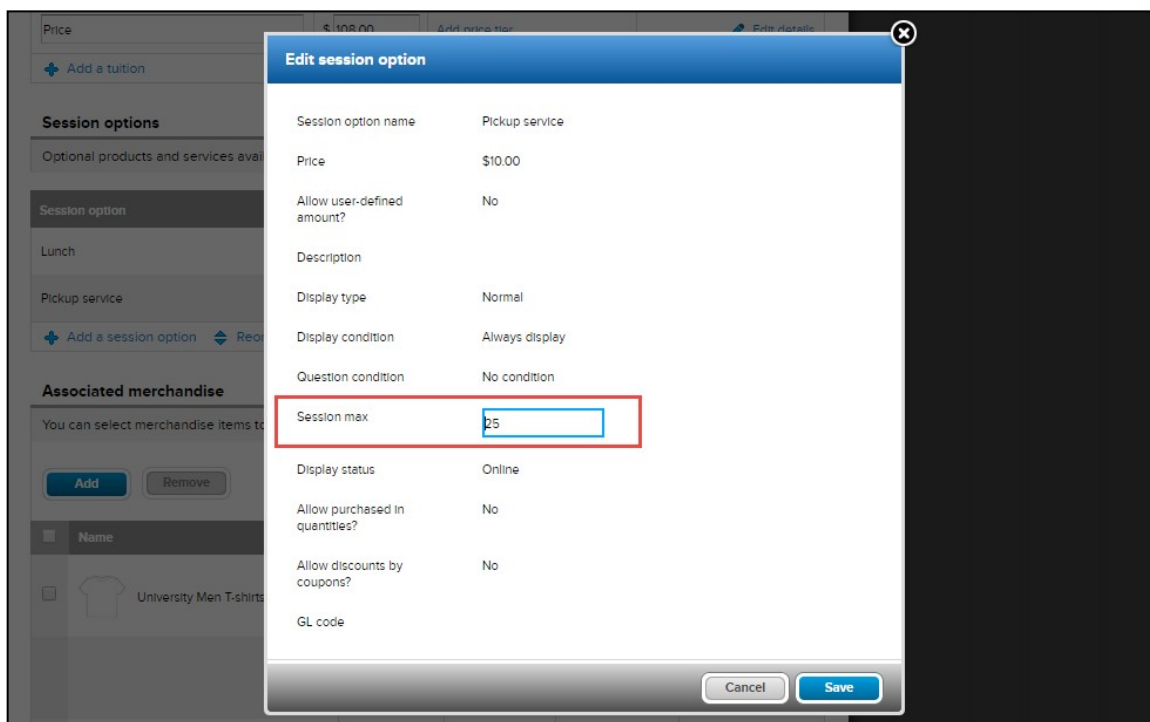 Price $ 108.00 Add price tier Edit details
Add a tuition
Edit session option
Session options
Optional products and services avail
Session option
Lunch
Pickup service
Add a session option Reor
Associated merchandise
You can select merchandise items to
Add Remove
Name
University Men T-shirts
Session option name Pickup service
Price $10.00
Allow user-defined No
amount?
Description
Display type Normal
Display condition Always display
Question condition No condition
Session max 25
Display status Online
Allow purchased in No
quantities?
Allow discounts by No
coupons?
GL code
Cancel Save